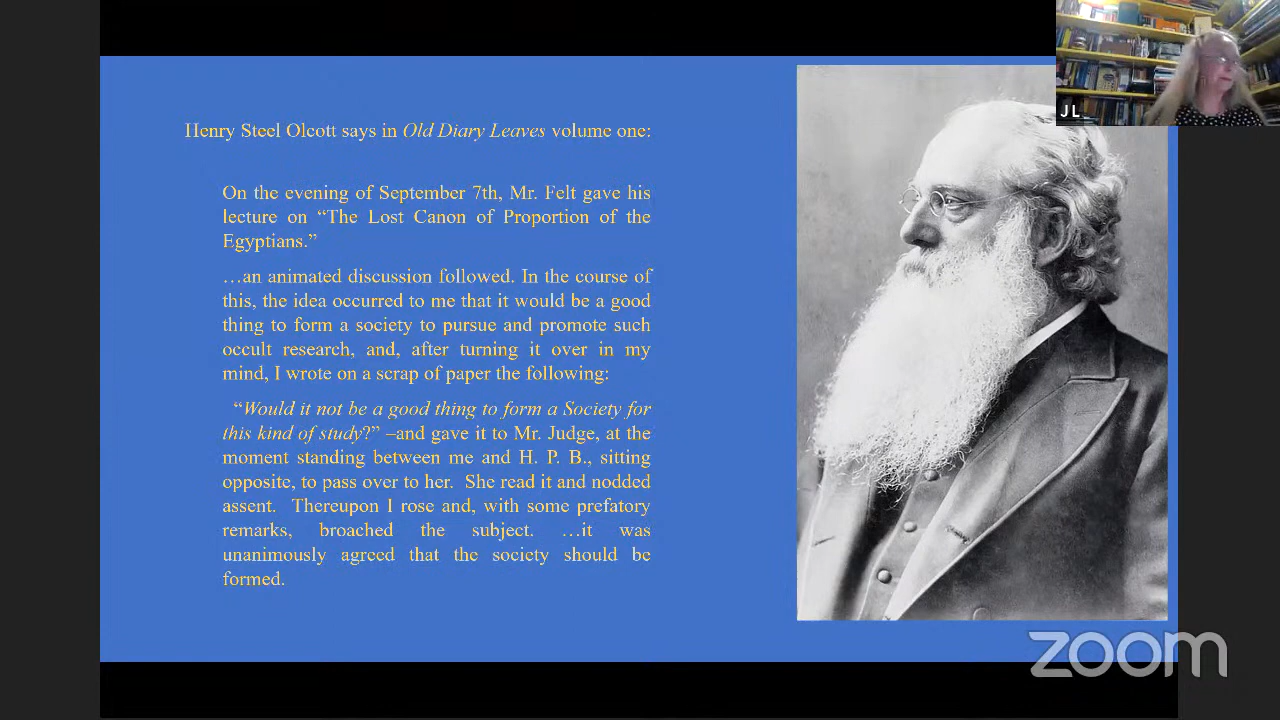 Henry Steel Olcott says in Old Diary Leaves volume one:
On the evening of September 7th, Mr. Felt gave his
lecture on “The Lost Canon of Proportion of the
Egyptians.”
…an animated discussion followed. In the course of
this, the idea occurred to me that it would be a good
thing to form a society to pursue and promote such
occult research, and, after turning it over in my
mind, I wrote on a scrap of paper the following:
“Would it not be a good thing to form a Society for
this kind of study?” –and gave it to Mr. Judge, at the
moment standing between me and H. P. B., sitting
opposite, to pass over to her. She read it and nodded
assent. Thereupon I rose and, with some prefatory
remarks, broached the subject. …it was
unanimously agreed that the society should be
formed.
J L
zoom